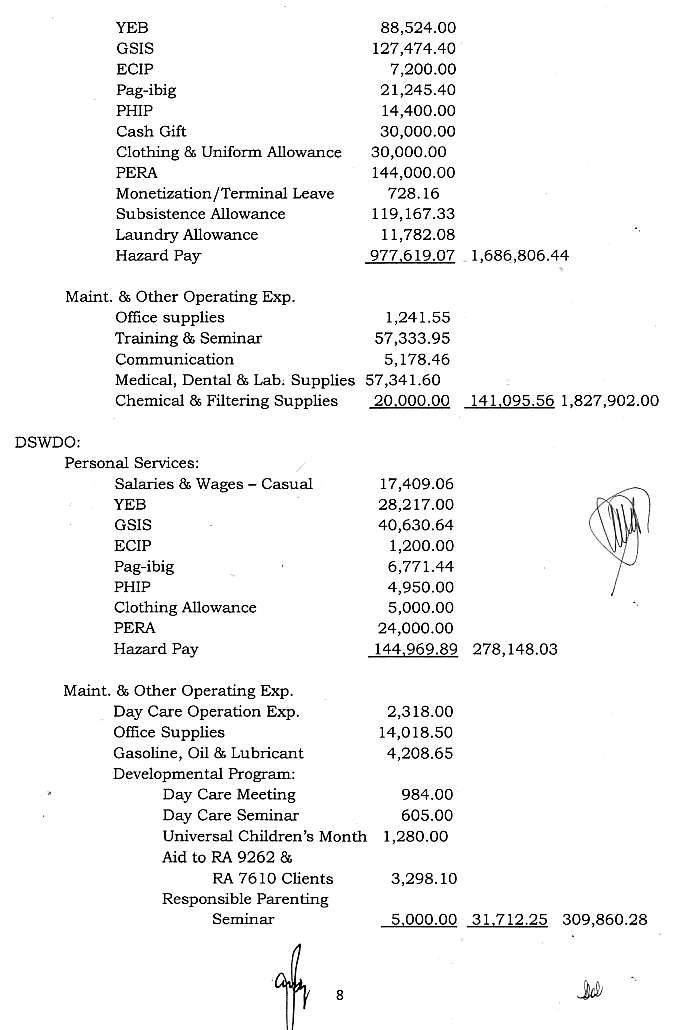 YEB 88,524.00
GSIS 127,474.40
ECIP 7,200.00
Pag-ibig 21,245.40
PHIP 14,400.00
Cash Gift 30,000.00
Clothing & Uniform Allowance 30,000.00
PERA 144,000.00
Monetization/Terminal Leave 728.16
Subsistence Allowance 119,167.33
Laundry Allowance 11,782.08
Hazard Pay 977,619.07 1,686,806.44
Maint. & Other Operating Exp.
Office supplies 1,241.55
Training & Seminar 57,333.95
Communication 5,178.46
Medical, Dental & Lab. Supplies 57,341.60
Chemical & Filtering Supplies 20,000.00 141,095.56 1,827,902.00
DSWDO:
Personal Services:
Salaries & Wages – Casual 17,409.06
YEB 28,217.00
GSIS 40,630.64
ECIP 1,200.00
Pag-ibig 6,771.44
PHIP 4,950.00
Clothing Allowance 5,000.00
PERA 24,000.00
Hazard Pay 144,969.89 278,148.03
Maint. & Other Operating Exp.
Day Care Operation Exp. 2,318.00
Office Supplies 14,018.50
Gasoline, Oil & Lubricant 4,208.65
Developmental Program:
Day Care Meeting 984.00
Day Care Seminar 605.00
Universal Children's Month 1,280.00
Aid to RA 9262 &
RA 7610 Clients 3,298.10
Responsible Parenting
Seminar 5,000.00 31,712.25 309,860.28
8